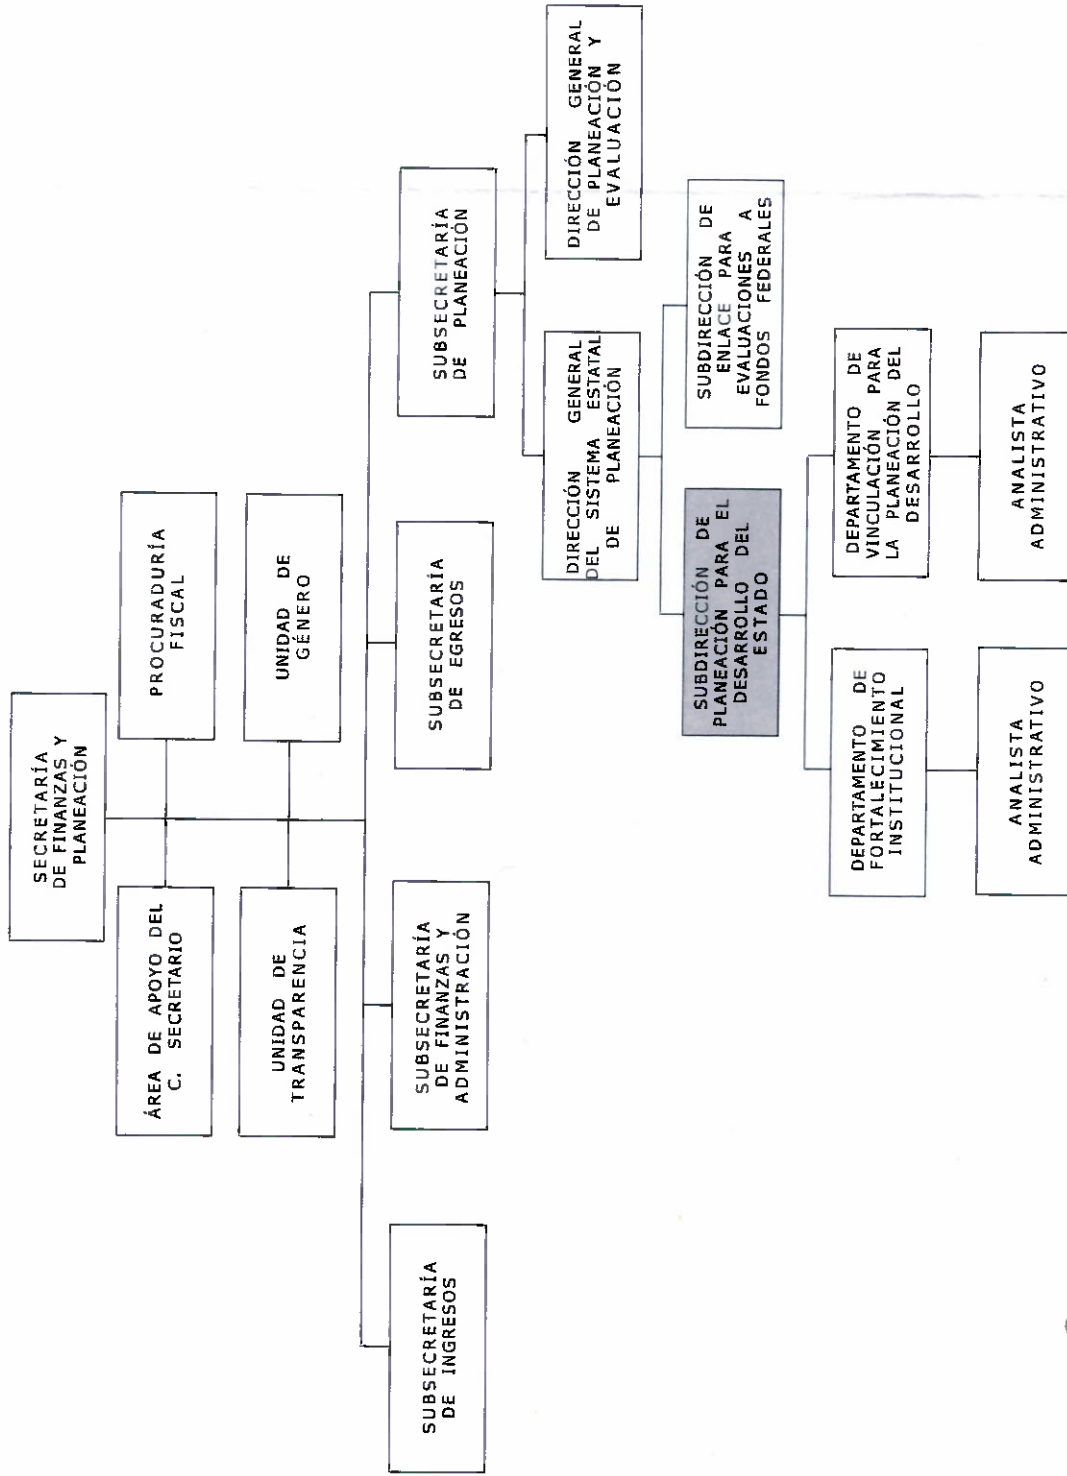 SECRETARÍA
DE FINANZAS Y
PLANEACIÓN
ÁREA DE APOYO DEL
C. SECRETARIO
PROCURADURÍA
FISCAL
UNIDAD DE
TRANSPARENCIA
UNIDAD DE
GÉNERO
SUBSECRETARÍA
DE INGRESOS
SUBSECRETARÍA
DE FINANZAS Y
ADMINISTRACIÓN
SUBSECRETARÍA
DE EGRESOS
SUBSECRETARÍA
DE PLANEACIÓN
DIRECCIÓN GENERAL
DEL SISTEMA ESTATAL
DE PLANEACIÓN
DIRECCIÓN GENERAL
DE PLANEACIÓN Y
EVALUACIÓN
SUBDIRECCIÓN DE
PLANEACIÓN PARA EL
DESARROLLO DEL
ESTADO
SUBDIRECCIÓN DE
ENLACE PARA
EVALUACIONES A
FONDOS FEDERALES
DEPARTAMENTO DE
FORTALECIMIENTO
INSTITUCIONAL
DEPARTAMENTO DE
VINCULACIÓN PARA
LA PLANEACIÓN DEL
DESARROLLO
ANALISTA
ADMINISTRATIVO
ANALISTA
ADMINISTRATIVO